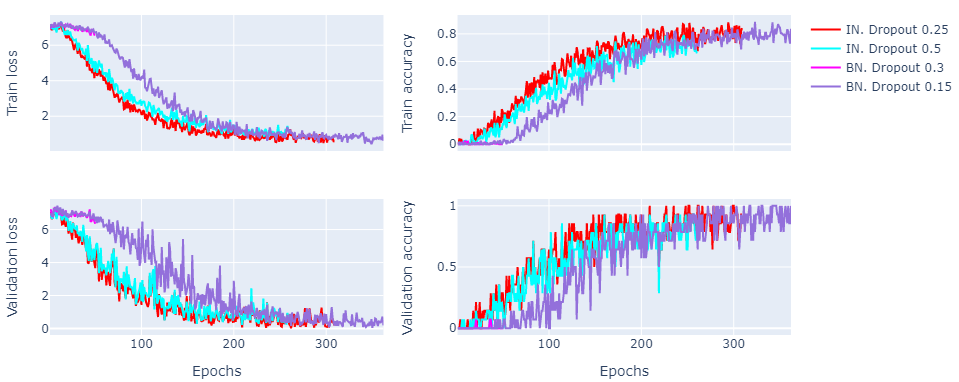 Train loss
6
4
2
Train accuracy
0.8
0.6
0.4
0.2
0
IN. Dropout 0.25
IN. Dropout 0.5
BN. Dropout 0.3
BN. Dropout 0.15
Validation loss
6
4
2
0
100
200
300
Epochs
Validation accuracy
1
0.5
0
100
200
300
Epochs